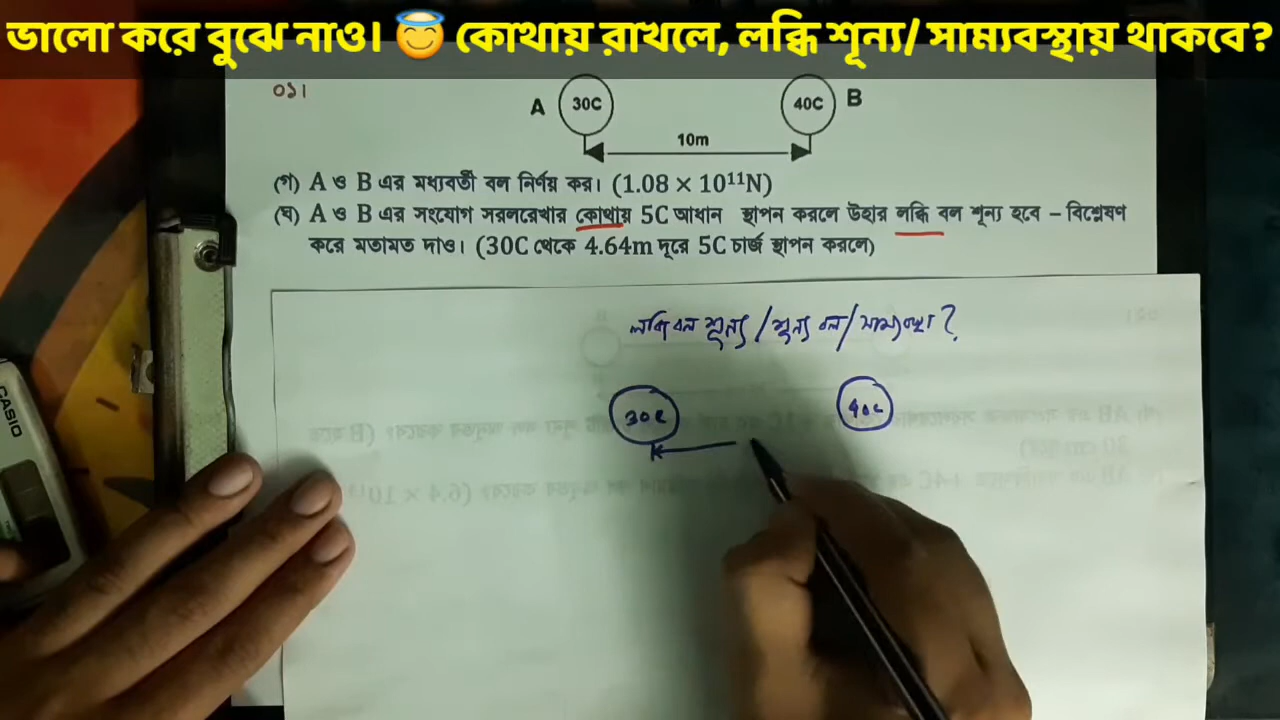 ভালো করে বুঝে নাও। 😇 কোথায় রাখলে, লব্ধি শূন্য/ সাম্যবস্থায় থাকবে?
০১।
A 30C 40C B
10m
(গ) A ও B এর মধ্যবর্তী বল নির্ণয় কর। (1.08 × 10¹¹N)
(ঘ) A ও B এর সংযোগ সরলরেখার কোথায় 5C আধান স্থাপন করলে উহার লব্ধি বল শূন্য হবে – বিশ্লেষণ
করে মতামত দাও। (30C থেকে 4.64m দূরে 5C চার্জ স্থাপন করলে)
লব্ধি বল শূন্য / শূন্য বল / সাম্যবস্থা ?
30C 40C
CASIO